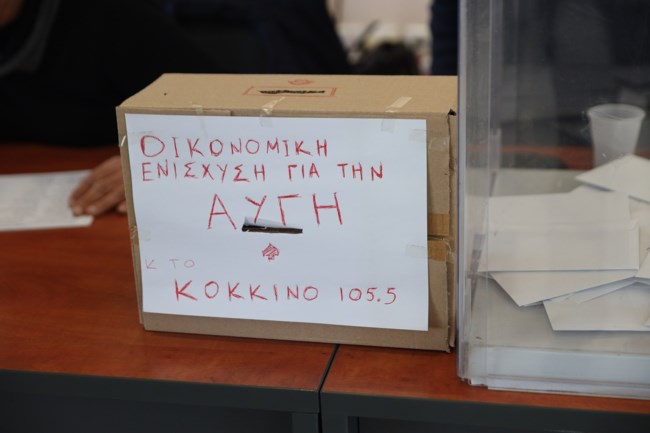 ΟΙΚΟΝΟΜΙΚΗ
ΕΝΙΣΧΥΣΗ ΓΙΑ ΤΗΝ
ΑΥΓΗ
Κ ΤΟ
ΚΟΚΚΙΝΟ 105.5